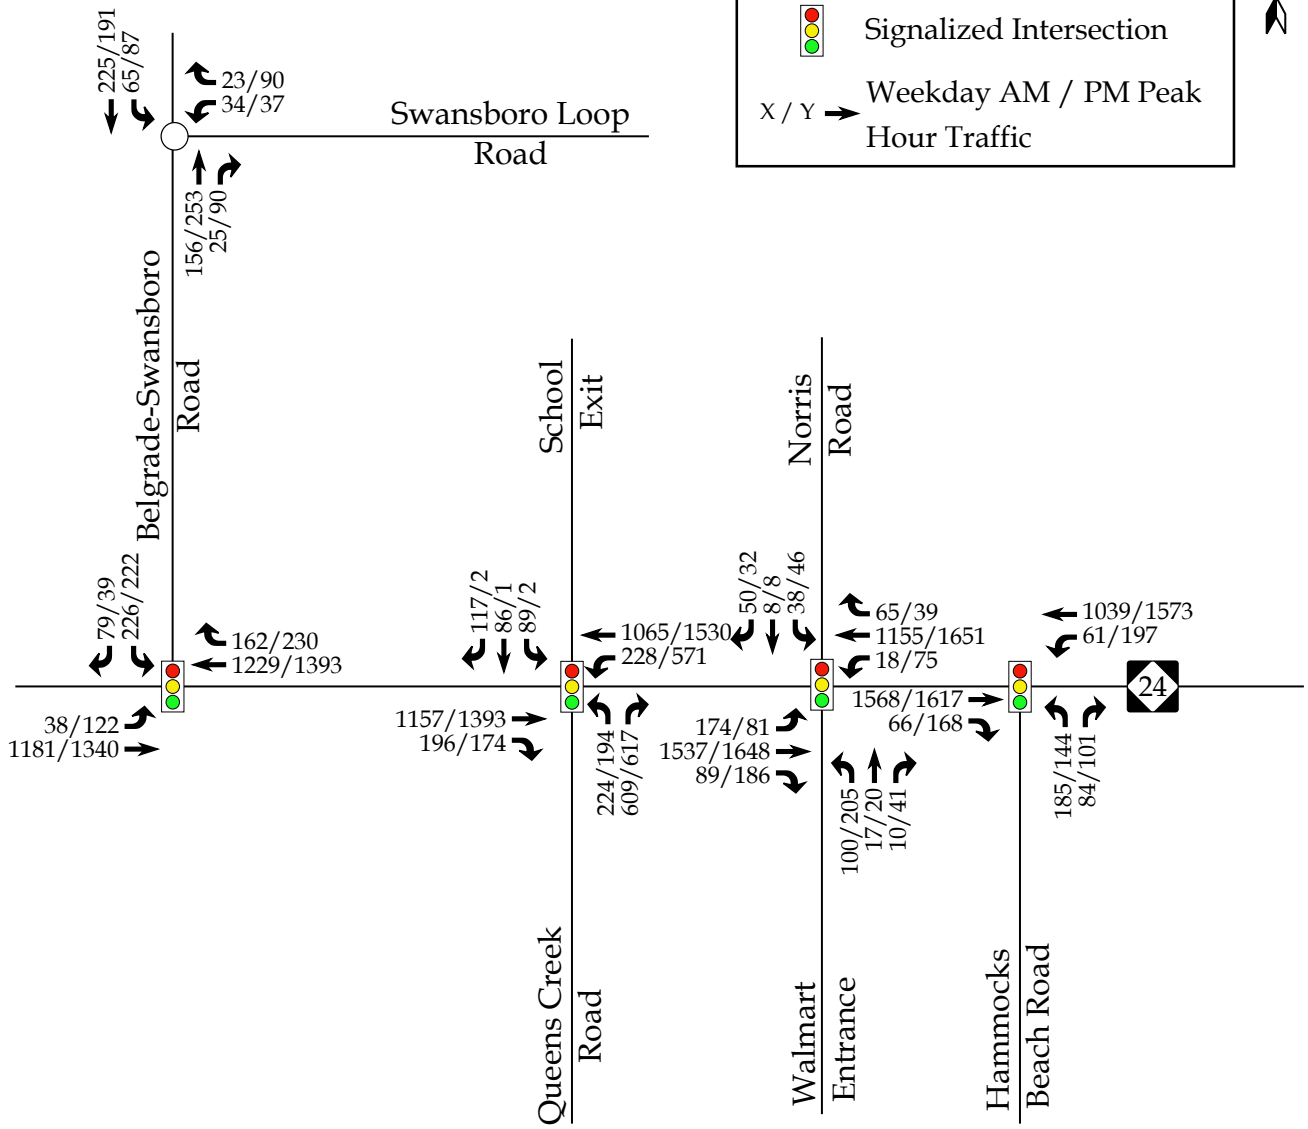 Signalized Intersection
X / Y
Weekday AM / PM Peak
Hour Traffic
225/191
65/87
23/90
34/37
Swansboro Loop
Road
156/253
25/90
Belgrade-Swansboro
Road
School
Exit
Norris
Road
79/39
226/222
162/230
1229/1393
38/122
1181/1340
117/2
86/1
89/2
1065/1530
228/571
1157/1393
196/174
224/194
609/617
50/32
8/8
38/46
65/39
1155/1651
18/75
174/81
1537/1648
89/186
100/205
17/20
10/41
1039/1573
61/197
1568/1617
66/168
185/144
84/101
24
Queens Creek
Road
Walmart
Entrance
Hammocks
Beach Road